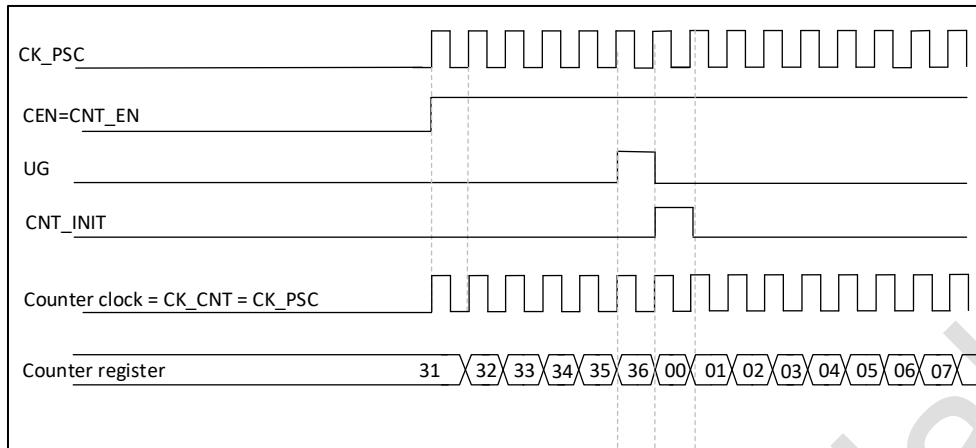 CK_PSC
CEN=CNT_EN
UG
CNT_INIT
Counter clock = CK_CNT = CK_PSC
Counter register 31 32 33 34 35 36 00 01 02 03 04 05 06 07